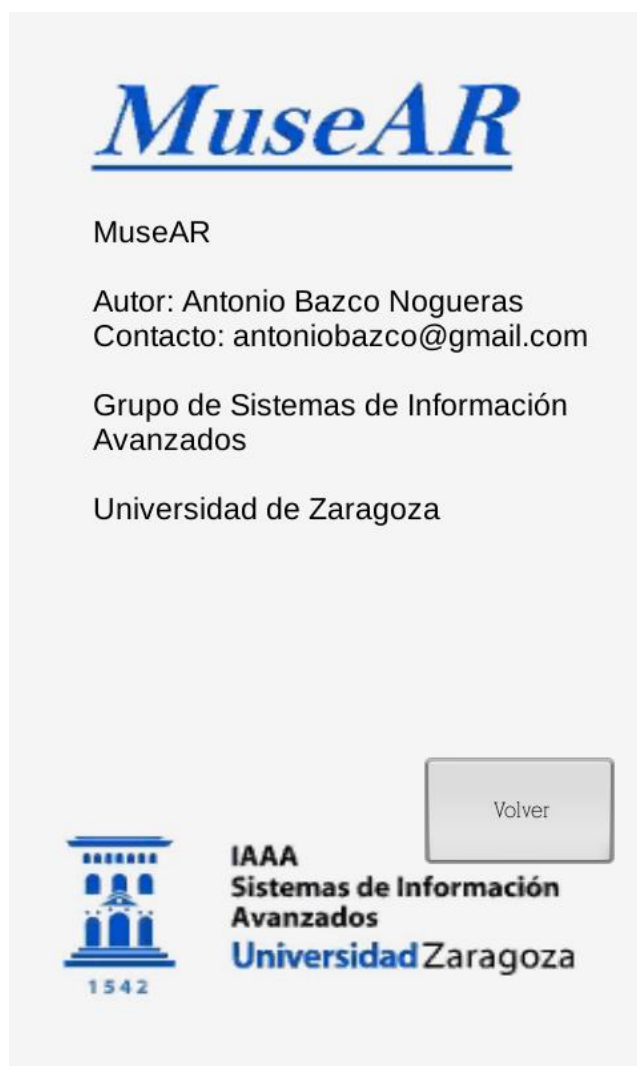 MuseAR
MuseAR
Autor: Antonio Bazco Nogueras
Contacto: antoniobazco@gmail.com
Grupo de Sistemas de Información
Avanzados
Universidad de Zaragoza
Volver
IAAA
Sistemas de Información
Avanzados
Universidad Zaragoza
1542